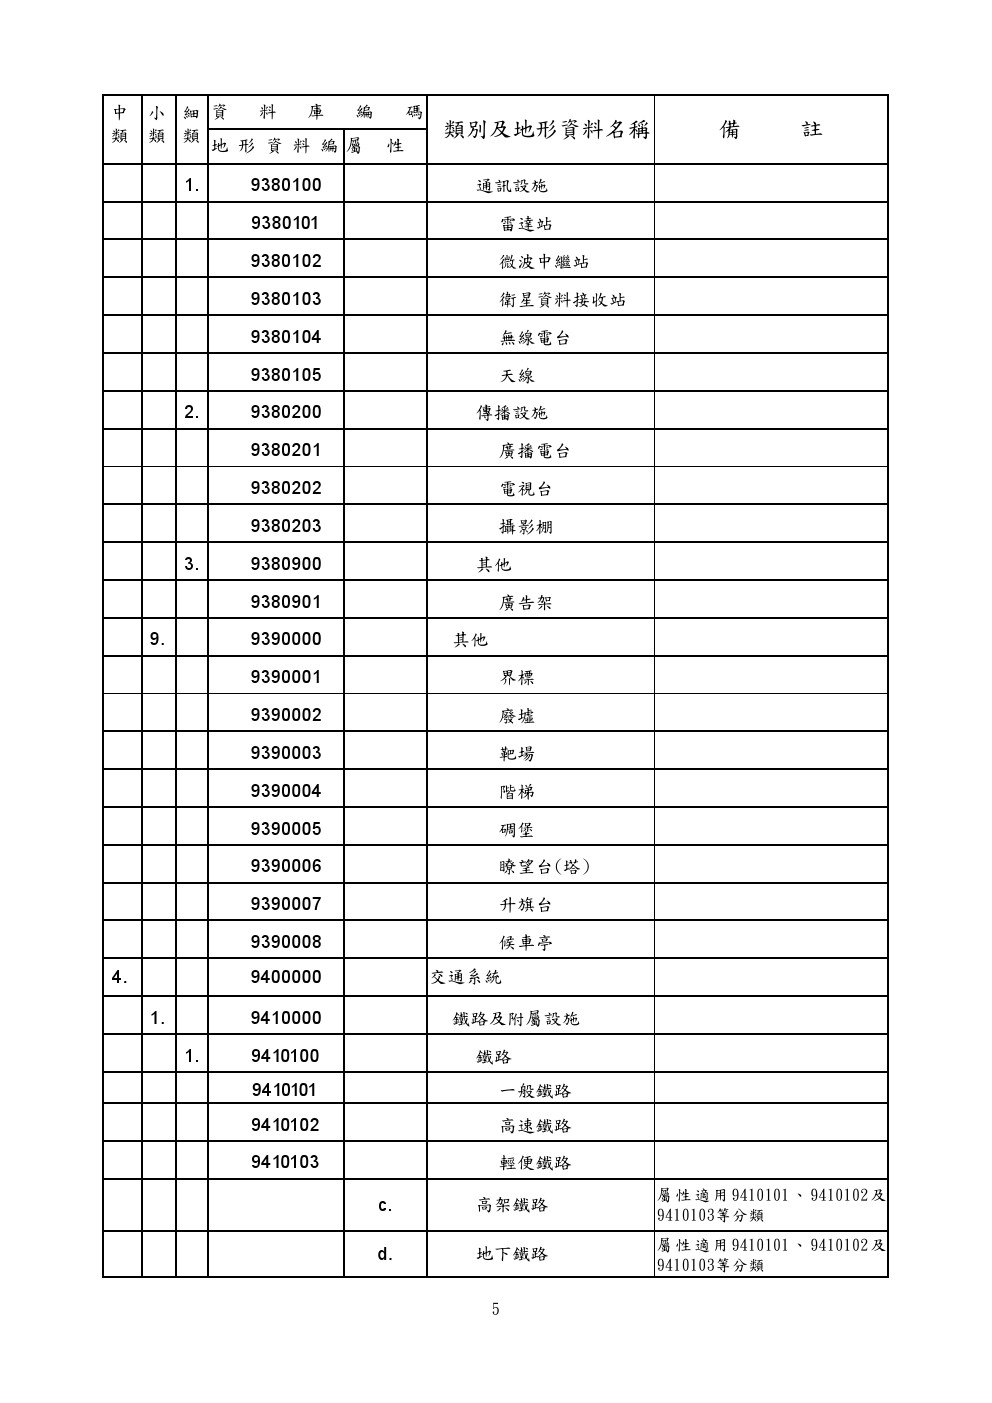 中類 小類 細類 資料庫編碼 類別及地形資料名稱 備註
地形資料編 屬性
1. 9380100 通訊設施
9380101 雷達站
9380102 微波中繼站
9380103 衛星資料接收站
9380104 無線電台
9380105 天線
2. 9380200 傳播設施
9380201 廣播電台
9380202 電視台
9380203 攝影棚
3. 9380900 其他
9380901 廣告架
9. 9390000 其他
9390001 界標
9390002 廢墟
9390003 靶場
9390004 階梯
9390005 碉堡
9390006 瞭望台(塔)
9390007 升旗台
9390008 候車亭
4. 9400000 交通系統
1. 9410000 鐵路及附屬設施
1. 9410100 鐵路
9410101 一般鐵路
9410102 高速鐵路
9410103 輕便鐵路
c. 高架鐵路 屬性適用9410101、9410102及
9410103等分類
d. 地下鐵路 屬性適用9410101、9410102及
9410103等分類
5